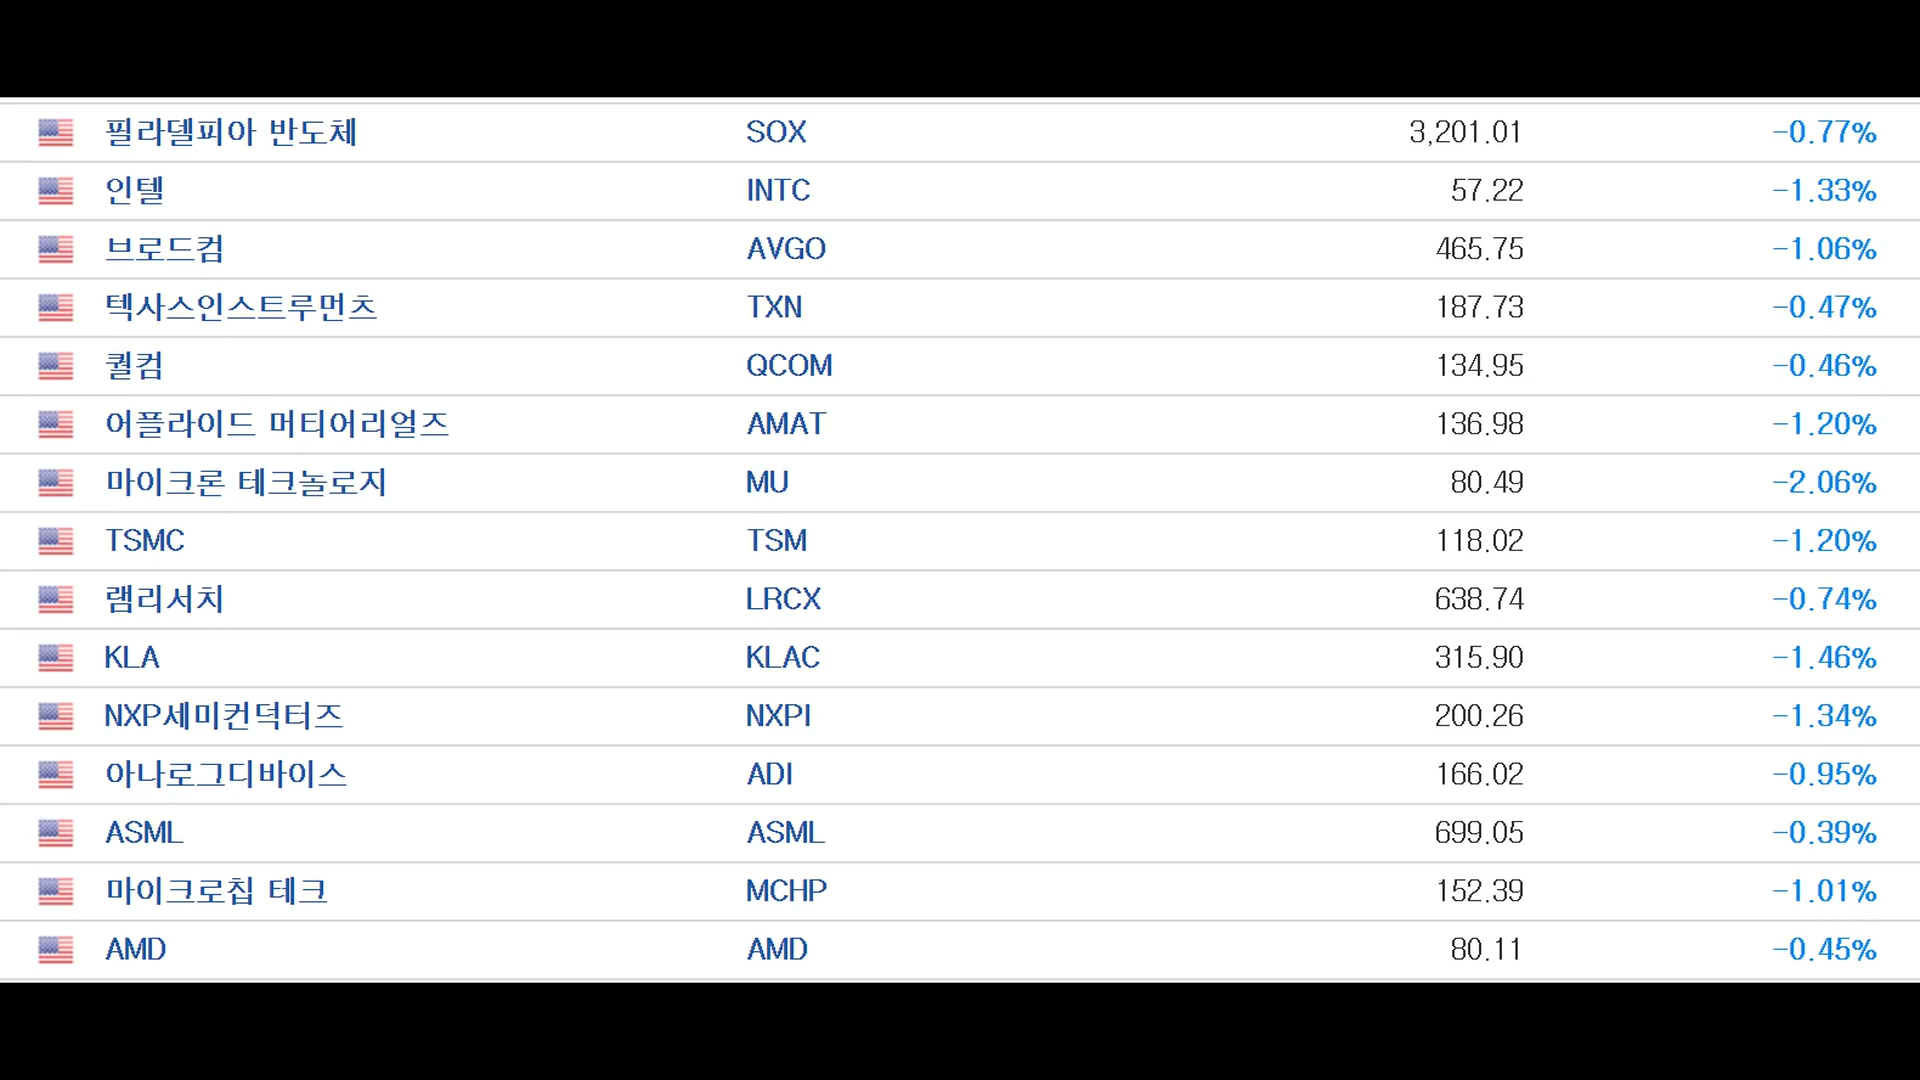 필라델피아 반도체 SOX 3,201.01 -0.77%
인텔 INTC 57.22 -1.33%
브로드컴 AVGO 465.75 -1.06%
텍사스인스트루먼츠 TXN 187.73 -0.47%
퀄컴 QCOM 134.95 -0.46%
어플라이드 머티어리얼즈 AMAT 136.98 -1.20%
마이크론 테크놀로지 MU 80.49 -2.06%
TSMC TSM 118.02 -1.20%
램리서치 LRCX 638.74 -0.74%
KLA KLAC 315.90 -1.46%
NXP세미컨덕터즈 NXPI 200.26 -1.34%
아나로그디바이스 ADI 166.02 -0.95%
ASML ASML 699.05 -0.39%
마이크로칩 테크 MCHP 152.39 -1.01%
AMD AMD 80.11 -0.45%